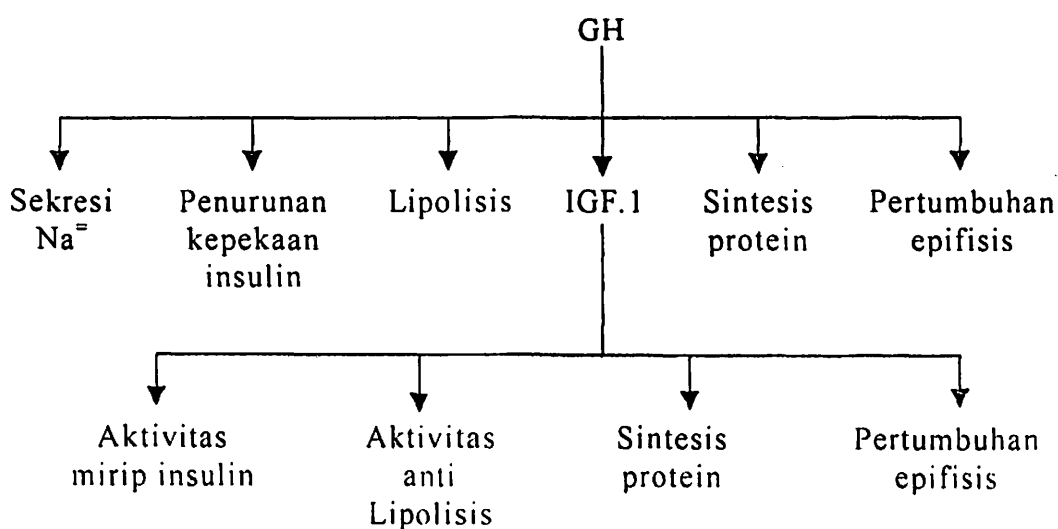 GH
Sekresi
Na=
Penurunan
kepekaan
insulin
Lipolisis
IGF.1
Sintesis
protein
Pertumbuhan
epifisis
Aktivitas
mirip insulin
Aktivitas
anti
Lipolisis
Sintesis
protein
Pertumbuhan
epifisis